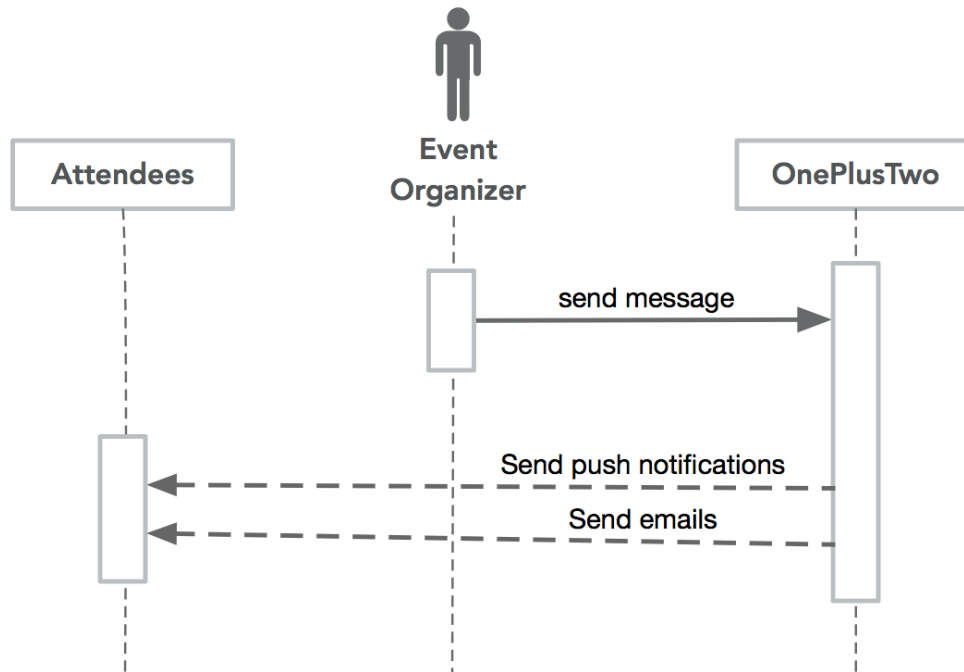 Event
Organizer
Attendees
OnePlusTwo
send message
Send push notifications
Send emails